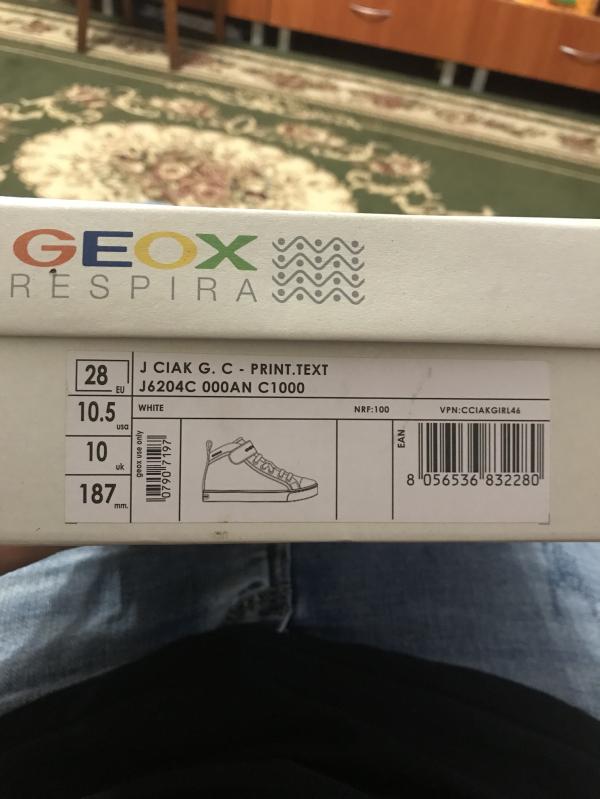 GEOX
RESPIRA
28 EU
J CIAK G. C - PRINT.TEXT
J6204C 000AN C1000
10.5 usa
WHITE
NRF:100
VPN:CCIAKGIRL46
10 uk
187 mm.
geox use only
07907197
EAN
8 056536 832280